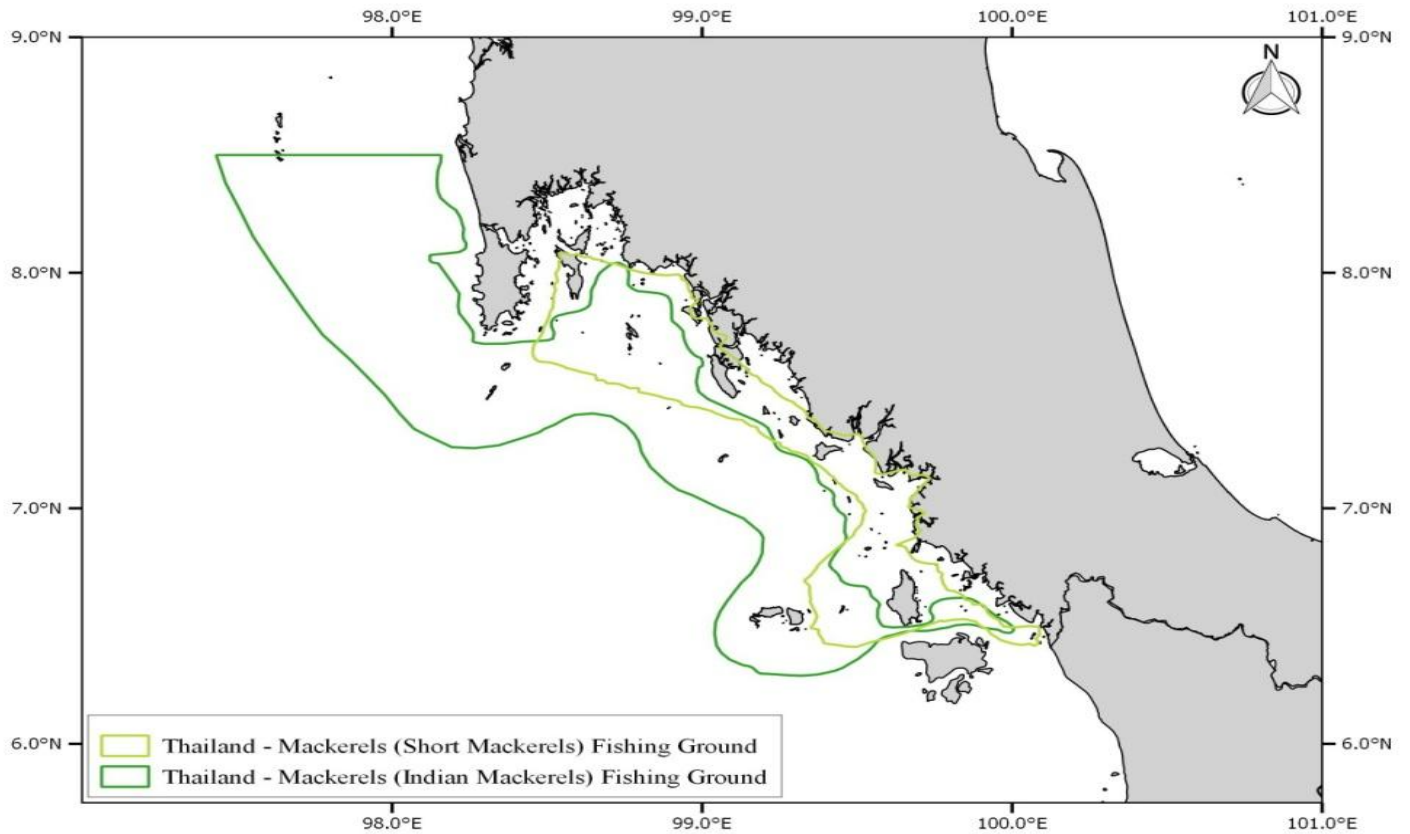 98.0°E 99.0°E 100.0°E 101.0°E
9.0°N 9.0°N
N
8.0°N 8.0°N
7.0°N 7.0°N
6.0°N 6.0°N
Thailand - Mackerels (Short Mackerels) Fishing Ground
Thailand - Mackerels (Indian Mackerels) Fishing Ground
98.0°E 99.0°E 100.0°E 101.0°E